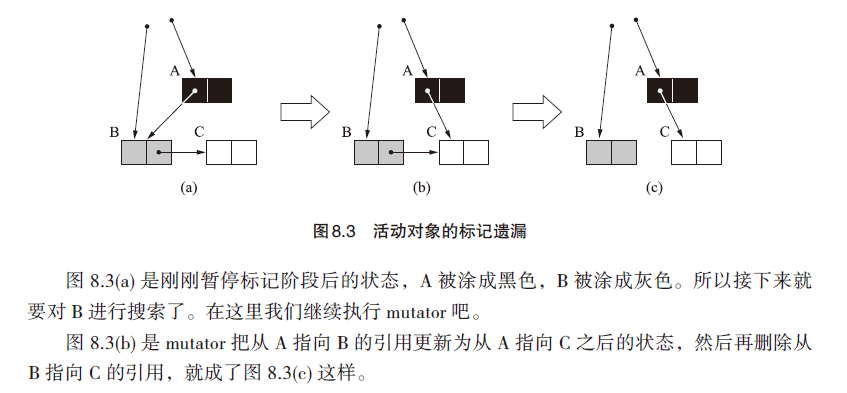 A
A
A
B
C
B
C
B
C
(a)
(b)
(c)
图8.3 活动对象的标记遗漏
图 8.3(a) 是刚刚暂停标记阶段后的状态，A 被涂成黑色，B 被涂成灰色。所以接下来就
要对 B 进行搜索了。在这里我们继续执行 mutator 吧。
图 8.3(b) 是 mutator 把从 A 指向 B 的引用更新为从 A 指向 C 之后的状态，然后再删除从
B 指向 C 的引用，就成了图 8.3(c) 这样。